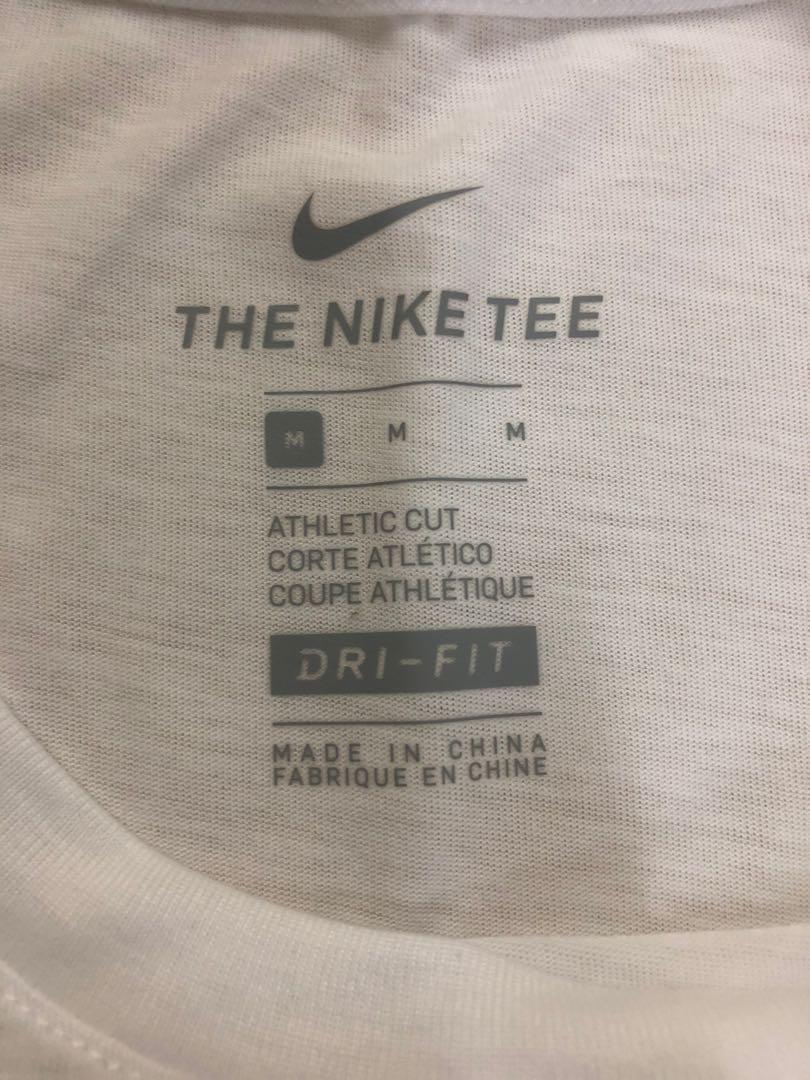 THE NIKE TEE
M M M
ATHLETIC CUT
CORTE ATLÉTICO
COUPE ATHLÉTIQUE
DRI-FIT
MADE IN CHINA
FABRIQUE EN CHINE